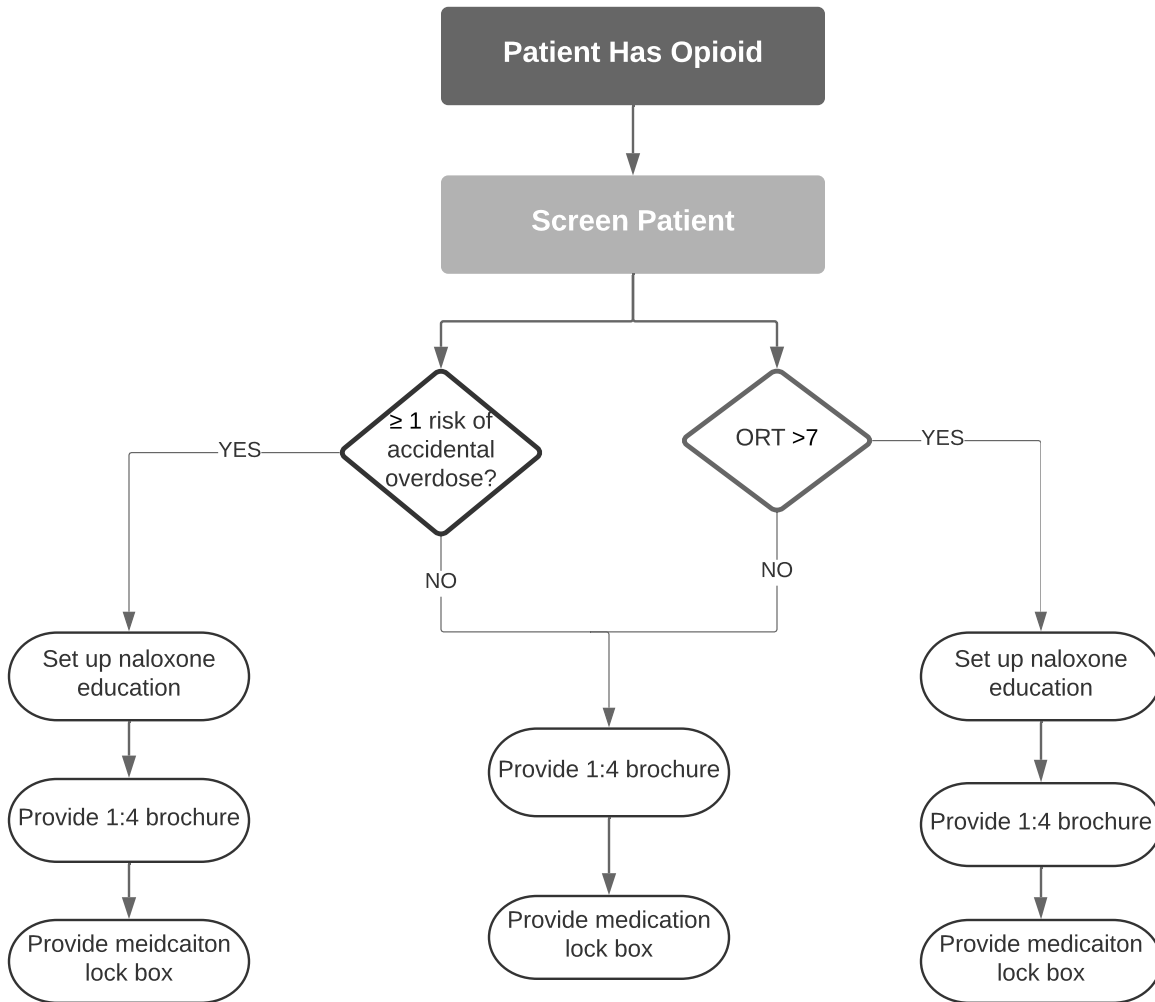 Patient Has Opioid
Screen Patient
≥ 1 risk of
accidental
overdose?
ORT >7
YES
YES
NO
NO
Set up naloxone
education
Provide 1:4 brochure
Provide meidcaiton
lock box
Provide 1:4 brochure
Provide medication
lock box
Set up naloxone
education
Provide 1:4 brochure
Provide medicaiton
lock box